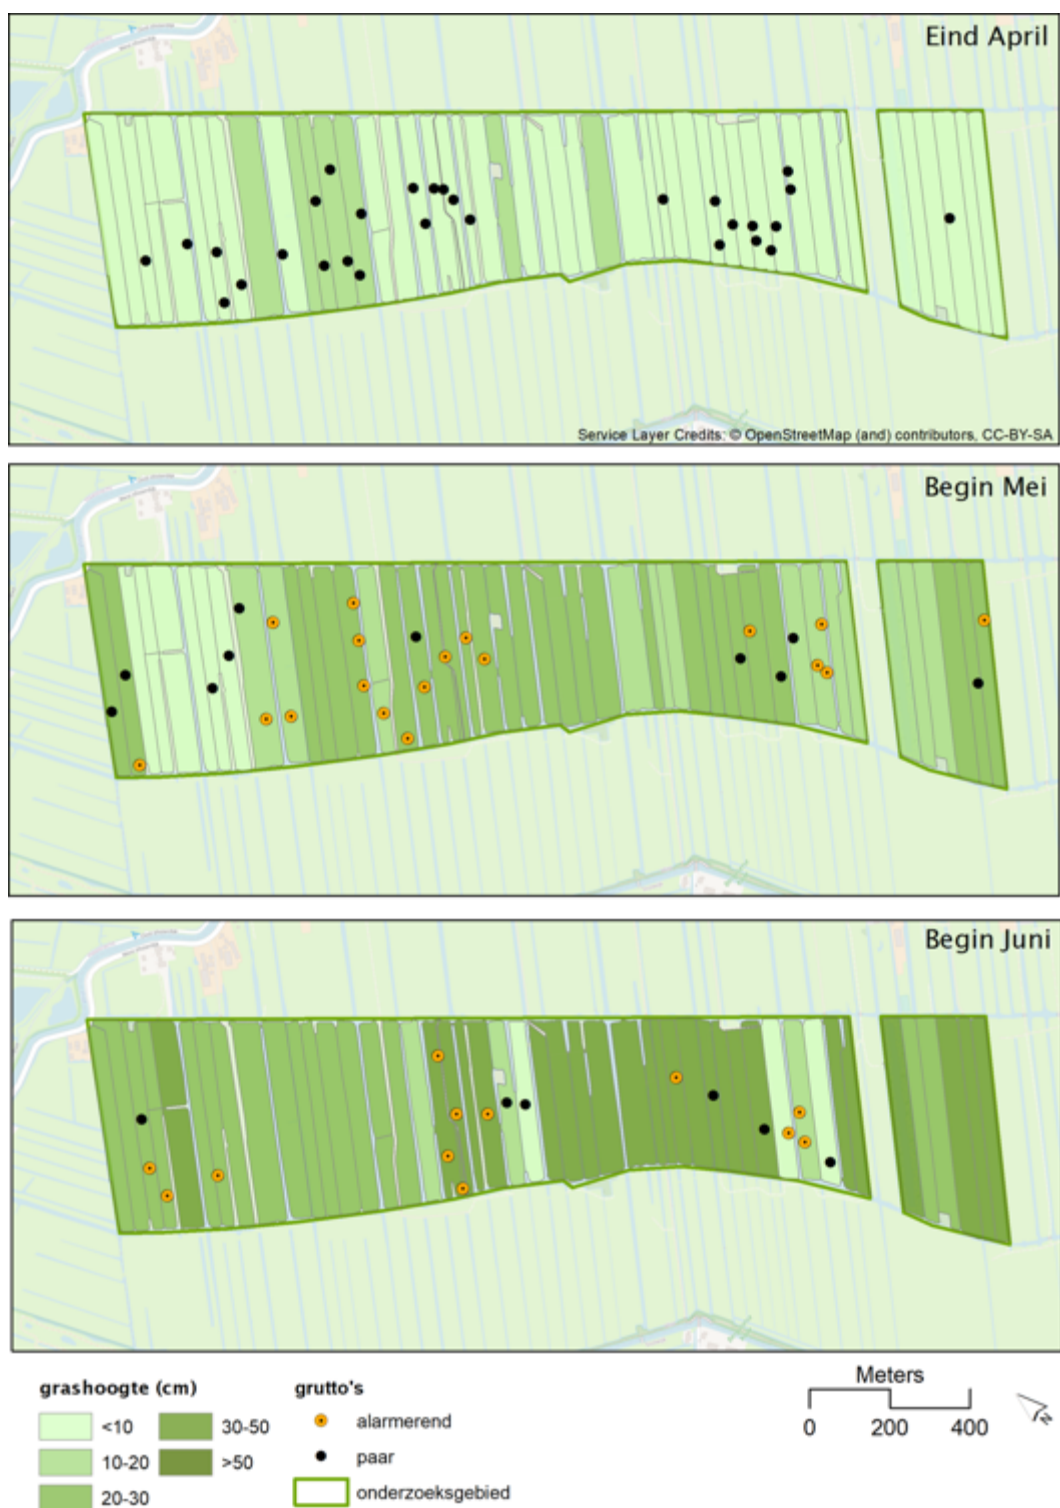 Eind April
Service Layer Credits: © OpenStreetMap (and) contributors, CC-BY-SA
Begin Mei
Begin Juni
grashoogte (cm)
<10
10-20
20-30
30-50
>50
grutto's
alarmerend
paar
onderzoeksgebied
Meters
0 200 400
N